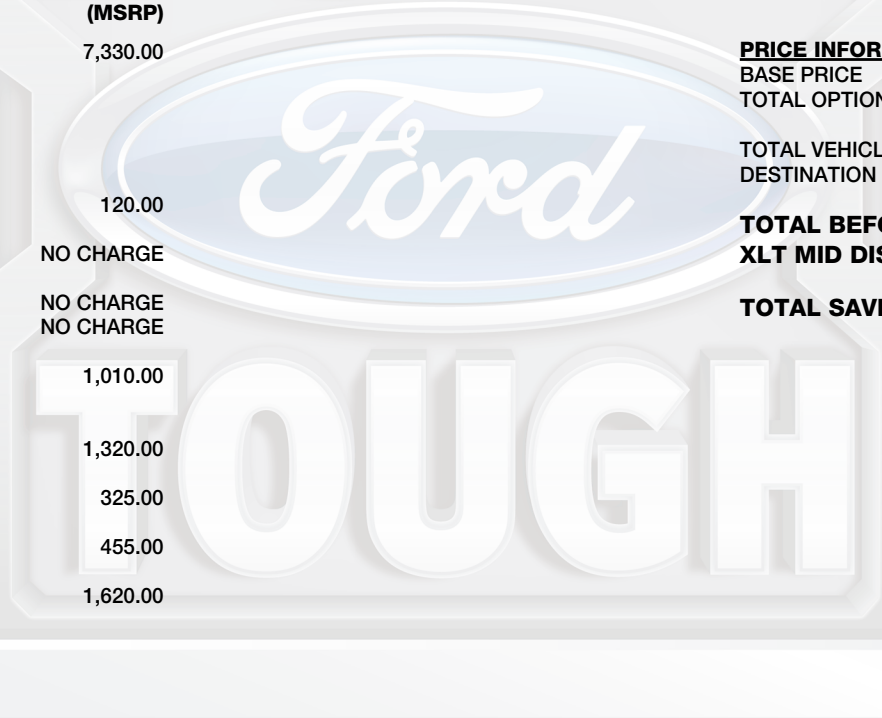 (MSRP)
7,330.00
120.00
NO CHARGE
NO CHARGE
NO CHARGE
1,010.00
1,320.00
325.00
455.00
1,620.00
PRICE INFOR
BASE PRICE
TOTAL OPTION
TOTAL VEHICL
DESTINATION
TOTAL BEFO
XLT MID DIS
TOTAL SAVI
Ford
TOUGH